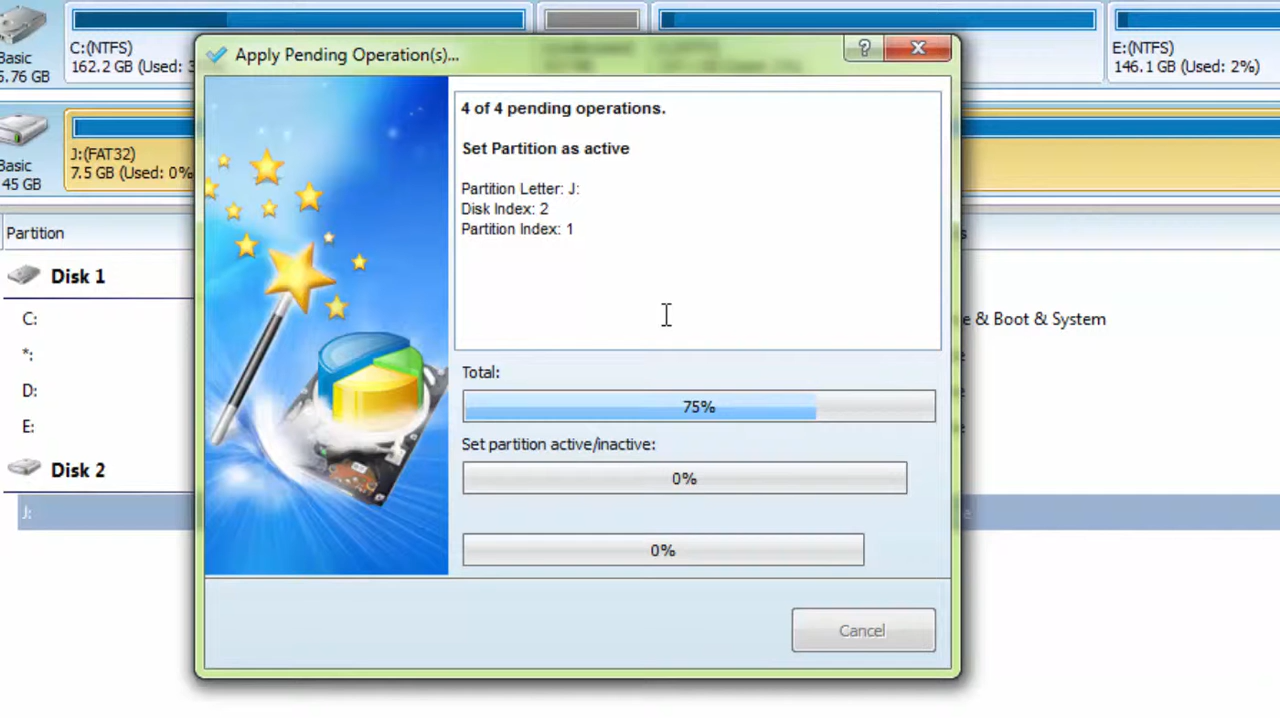 Basic
5.76 GB
C:(NTFS)
162.2 GB (Used: 3
E:(NTFS)
146.1 GB (Used: 2%)
Basic
45 GB
J:(FAT32)
7.5 GB (Used: 0%
Apply Pending Operation(s)...
4 of 4 pending operations.
Set Partition as active
Partition Letter: J:
Disk Index: 2
Partition Index: 1
Total:
75%
Set partition active/inactive:
0%
0%
Cancel
Partition
s
Disk 1
C:
e & Boot & System
*:
e
D:
e
E:
e
Disk 2
J:
e